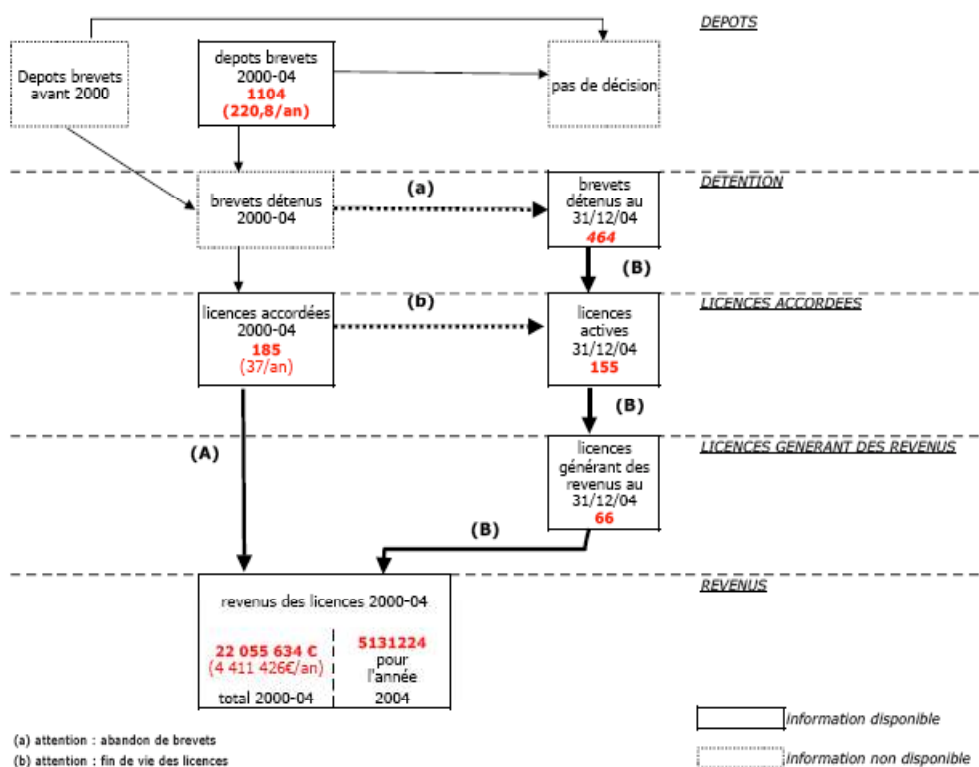 DEPOTS
Depots brevets
avant 2000
depots brevets
2000-04
1104
(220,8/an)
pas de décision
DETENTION
brevets détenus
2000-04
(a)
brevets
détenus au
31/12/04
464
(B)
LICENCES ACCORDEES
licences accordées
2000-04
185
(37/an)
(b)
licences
actives
31/12/04
155
(B)
(A)
LICENCES GENERANT DES REVENUS
licences
générant des
revenus au
31/12/04
66
(B)
REVENUS
revenus des licences 2000-04
22 055 634 €
(4 411 426€/an)
total 2000-04
5131224
pour
l'année
2004
information disponible
information non disponible
(a) attention : abandon de brevets
(b) attention : fin de vie des licences